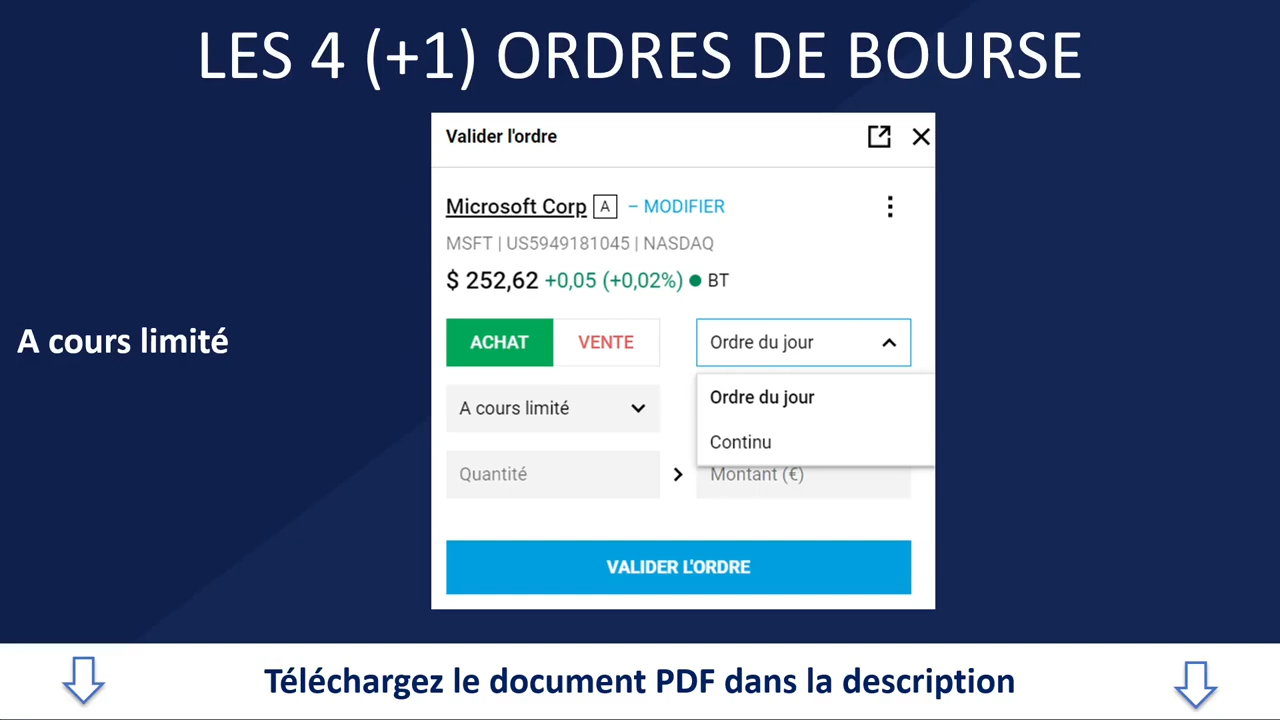 LES 4 (+1) ORDRES DE BOURSE
Valider l'ordre
Microsoft Corp A – MODIFIER
MSFT | US5949181045 | NASDAQ
$ 252,62 +0,05 (+0,02%) BT
A cours limité
ACHAT VENTE Ordre du jour
Ordre du jour
A cours limité
Continu
Quantité Montant (€)
VALIDER L'ORDRE
Téléchargez le document PDF dans la description